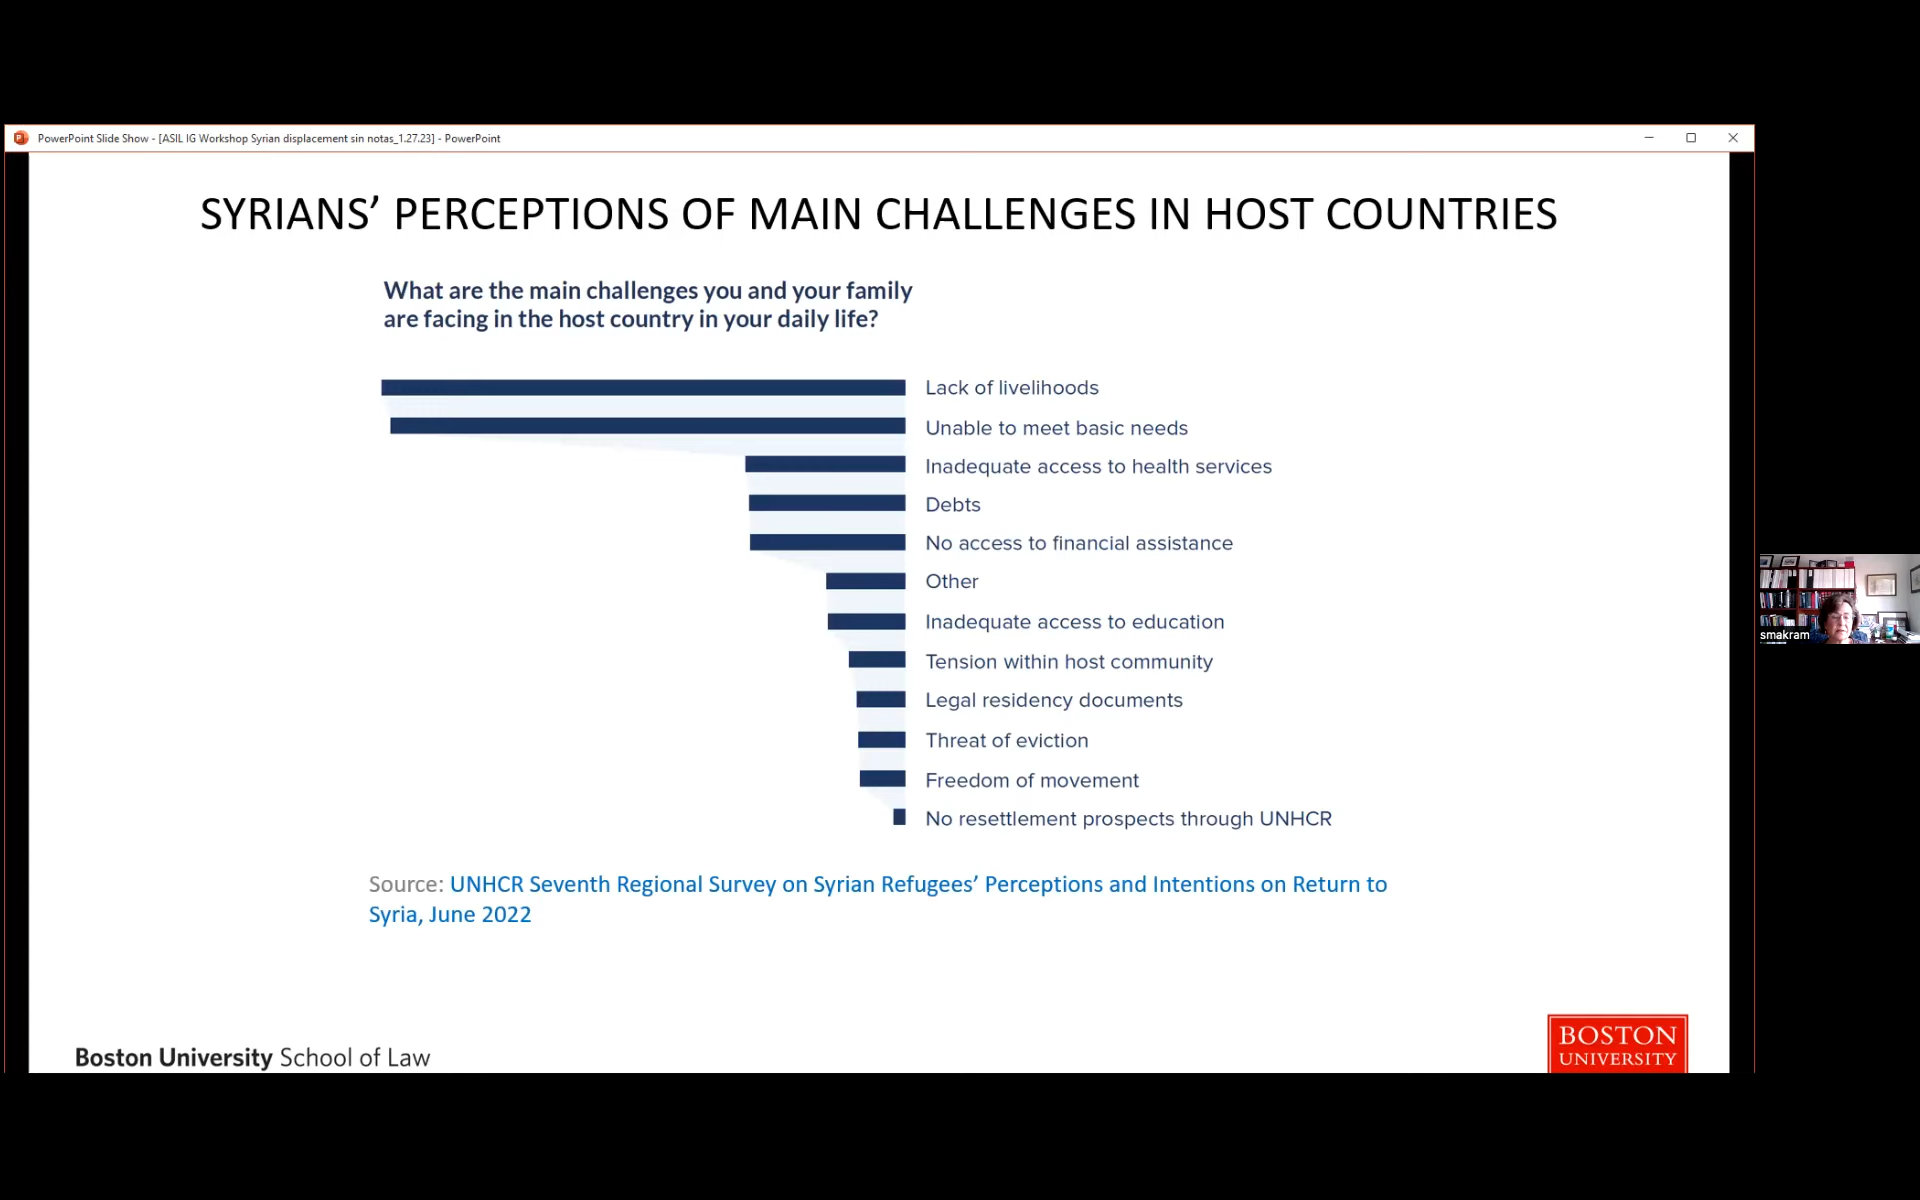 PowerPoint Slide Show - [ASIL IG Workshop Syrian displacement sin notas_1.27.23] - PowerPoint
SYRIANS’ PERCEPTIONS OF MAIN CHALLENGES IN HOST COUNTRIES
What are the main challenges you and your family
are facing in the host country in your daily life?
Lack of livelihoods
Unable to meet basic needs
Inadequate access to health services
Debts
No access to financial assistance
Other
Inadequate access to education
Tension within host community
Legal residency documents
Threat of eviction
Freedom of movement
No resettlement prospects through UNHCR
Source: UNHCR Seventh Regional Survey on Syrian Refugees’ Perceptions and Intentions on Return to
Syria, June 2022
Boston University School of Law
BOSTON
UNIVERSITY
smakram